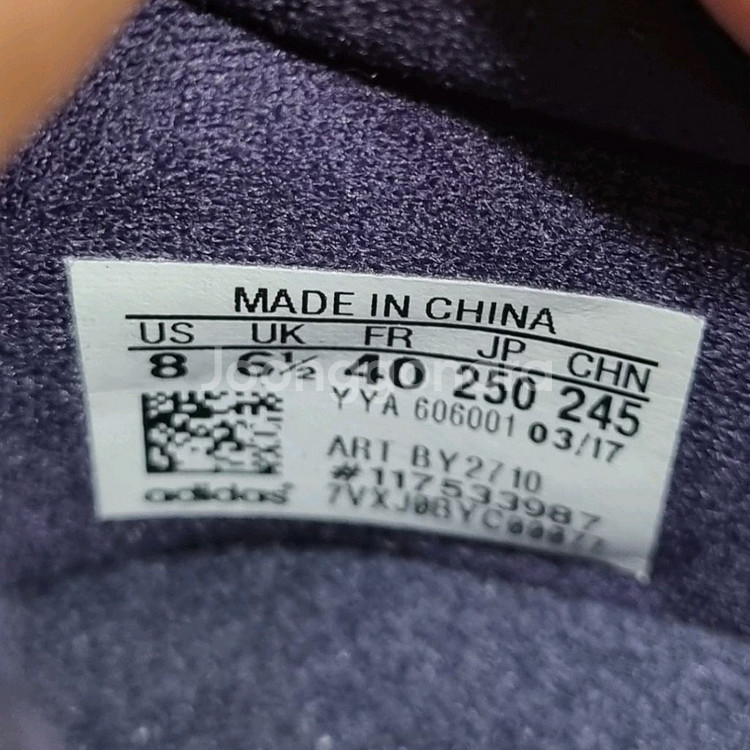 MADE IN CHINA
US UK FR JP CHN
8 6½ 40 250 245
Joongonara
YYA 606001 03/17
ART BY2710
#117533987
adidas